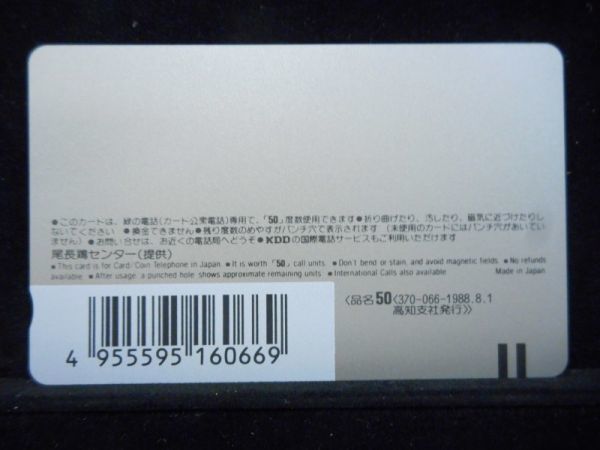 ●このカードは、緑の電話(カード公衆電話)専用で、「50」度数使用できます●折り曲げたり、汚したり、磁気に近づけたりし
ないでください ●換金できません●残り度数のめやすがパンチ穴で表示されます(未使用のカードにはパンチ穴があいてい
ません)●お問い合せは、お近くの電話局へどうぞ●KDDの国際電話サービスもご利用いただけます
尾長鶏センター(提供)
● This card is for Card/Coin Telephone in Japan. ● It is worth「50」call units. ● Don't bend or stain, and avoid magnetic fields. ● No refunds
available. ● After usage, a punched hole shows approximate remaining units. ● International Calls also available. Made in Japan
〈品名50〈370-066-1988.8.1
高知支社発行〉〉
4 955595 160669